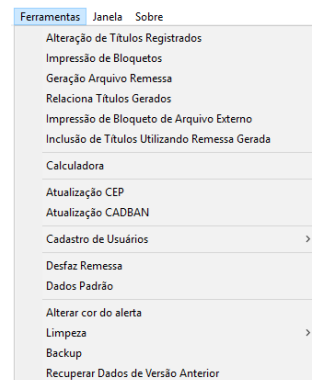 Ferramentas Janela Sobre
Alteração de Títulos Registrados
Impressão de Bloquetos
Geração Arquivo Remessa
Relaciona Títulos Gerados
Impressão de Bloqueto de Arquivo Externo
Inclusão de Títulos Utilizando Remessa Gerada
Calculadora
Atualização CEP
Atualização CADBAN
Cadastro de Usuários
Desfaz Remessa
Dados Padrão
Alterar cor do alerta
Limpeza
Backup
Recuperar Dados de Versão Anterior